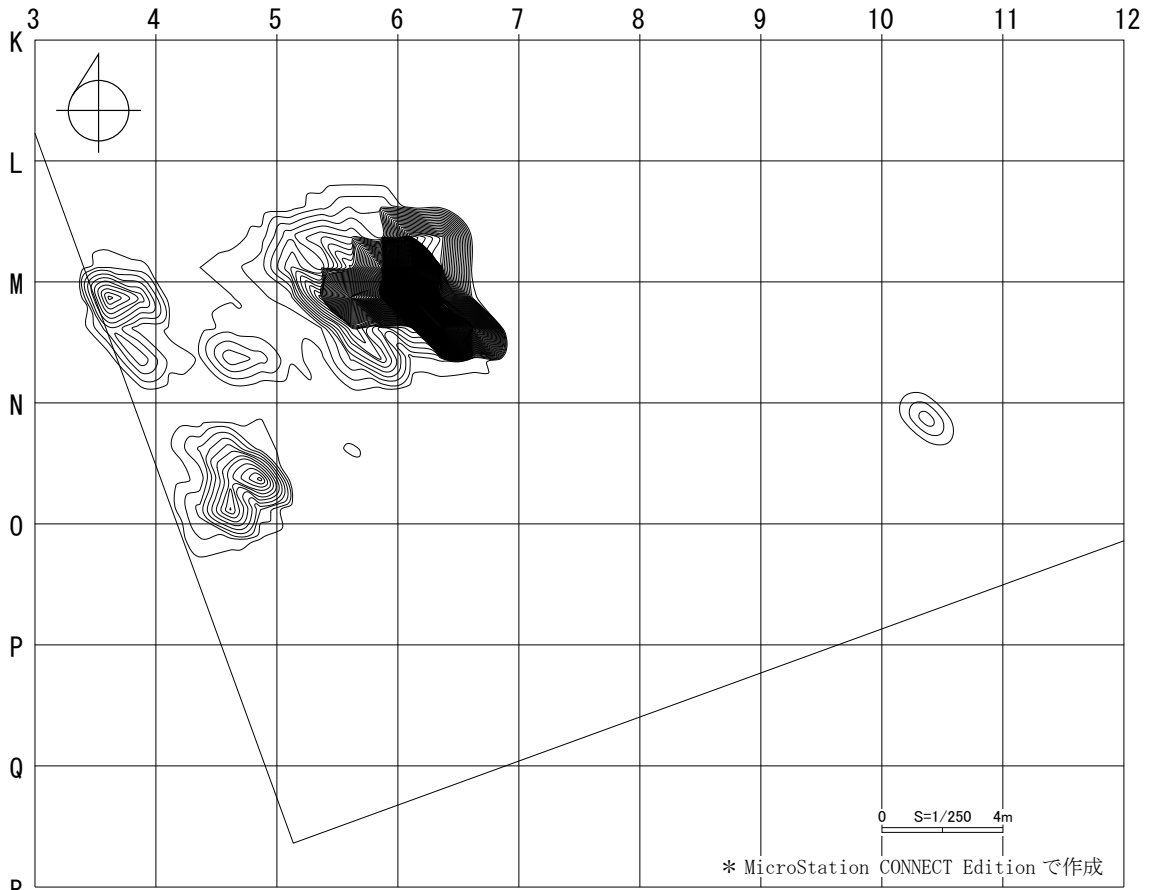 3 4 5 6 7 8 9 10 11 12
K
L
M
N
O
P
Q
R
0 S=1/250 4m
* MicroStation CONNECT Edition で作成